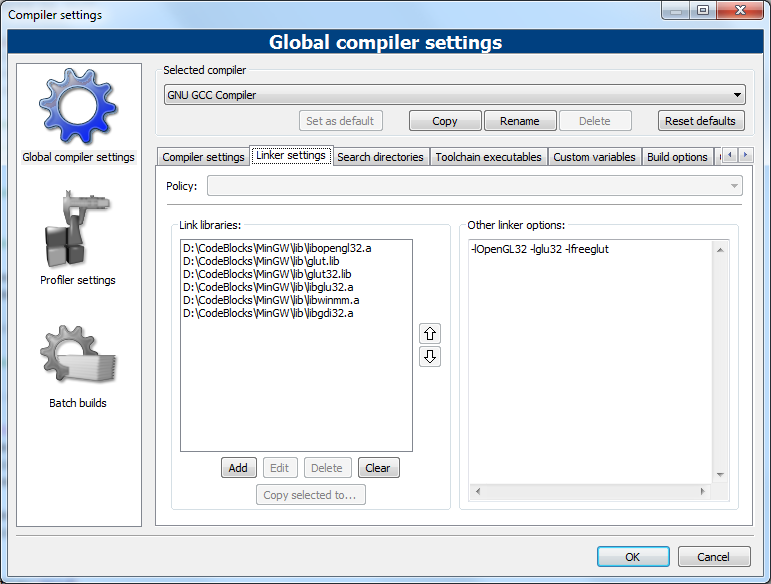 Compiler settings
Global compiler settings
Global compiler settings
Profiler settings
Batch builds
Selected compiler
GNU GCC Compiler
Set as default Copy Rename Delete Reset defaults
Compiler settings Linker settings Search directories Toolchain executables Custom variables Build options
Policy:
Link libraries:
D:\CodeBlocks\MinGW\lib\libopengl32.a
D:\CodeBlocks\MinGW\lib\glut.lib
D:\CodeBlocks\MinGW\lib\glut32.lib
D:\CodeBlocks\MinGW\lib\libglu32.a
D:\CodeBlocks\MinGW\lib\libwinmm.a
D:\CodeBlocks\MinGW\lib\libgdi32.a
Add Edit Delete Clear
Copy selected to...
Other linker options:
-lOpenGL32 -lglu32 -lfreeglut
OK Cancel